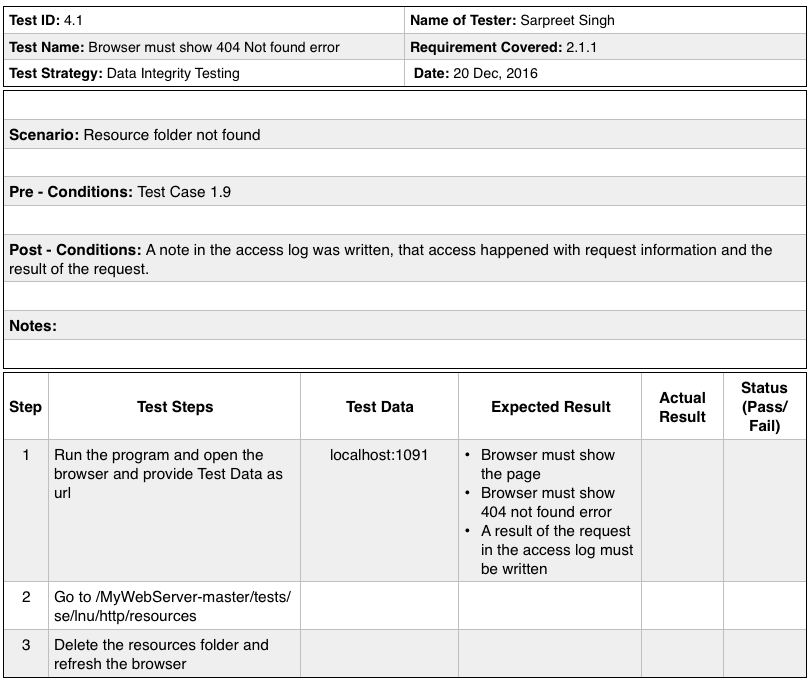 Test ID: 4.1
Name of Tester: Sarpreet Singh
Test Name: Browser must show 404 Not found error
Requirement Covered: 2.1.1
Test Strategy: Data Integrity Testing
Date: 20 Dec, 2016
Scenario: Resource folder not found
Pre - Conditions: Test Case 1.9
Post - Conditions: A note in the access log was written, that access happened with request information and the
result of the request.
Notes:
Step
Test Steps
Test Data
Expected Result
Actual
Result
Status
(Pass/
Fail)
1
Run the program and open the
browser and provide Test Data as
url
localhost:1091
• Browser must show
the page
• Browser must show
404 not found error
• A result of the request
in the access log must
be written
2
Go to /MyWebServer-master/tests/
se/lnu/http/resources
3
Delete the resources folder and
refresh the browser